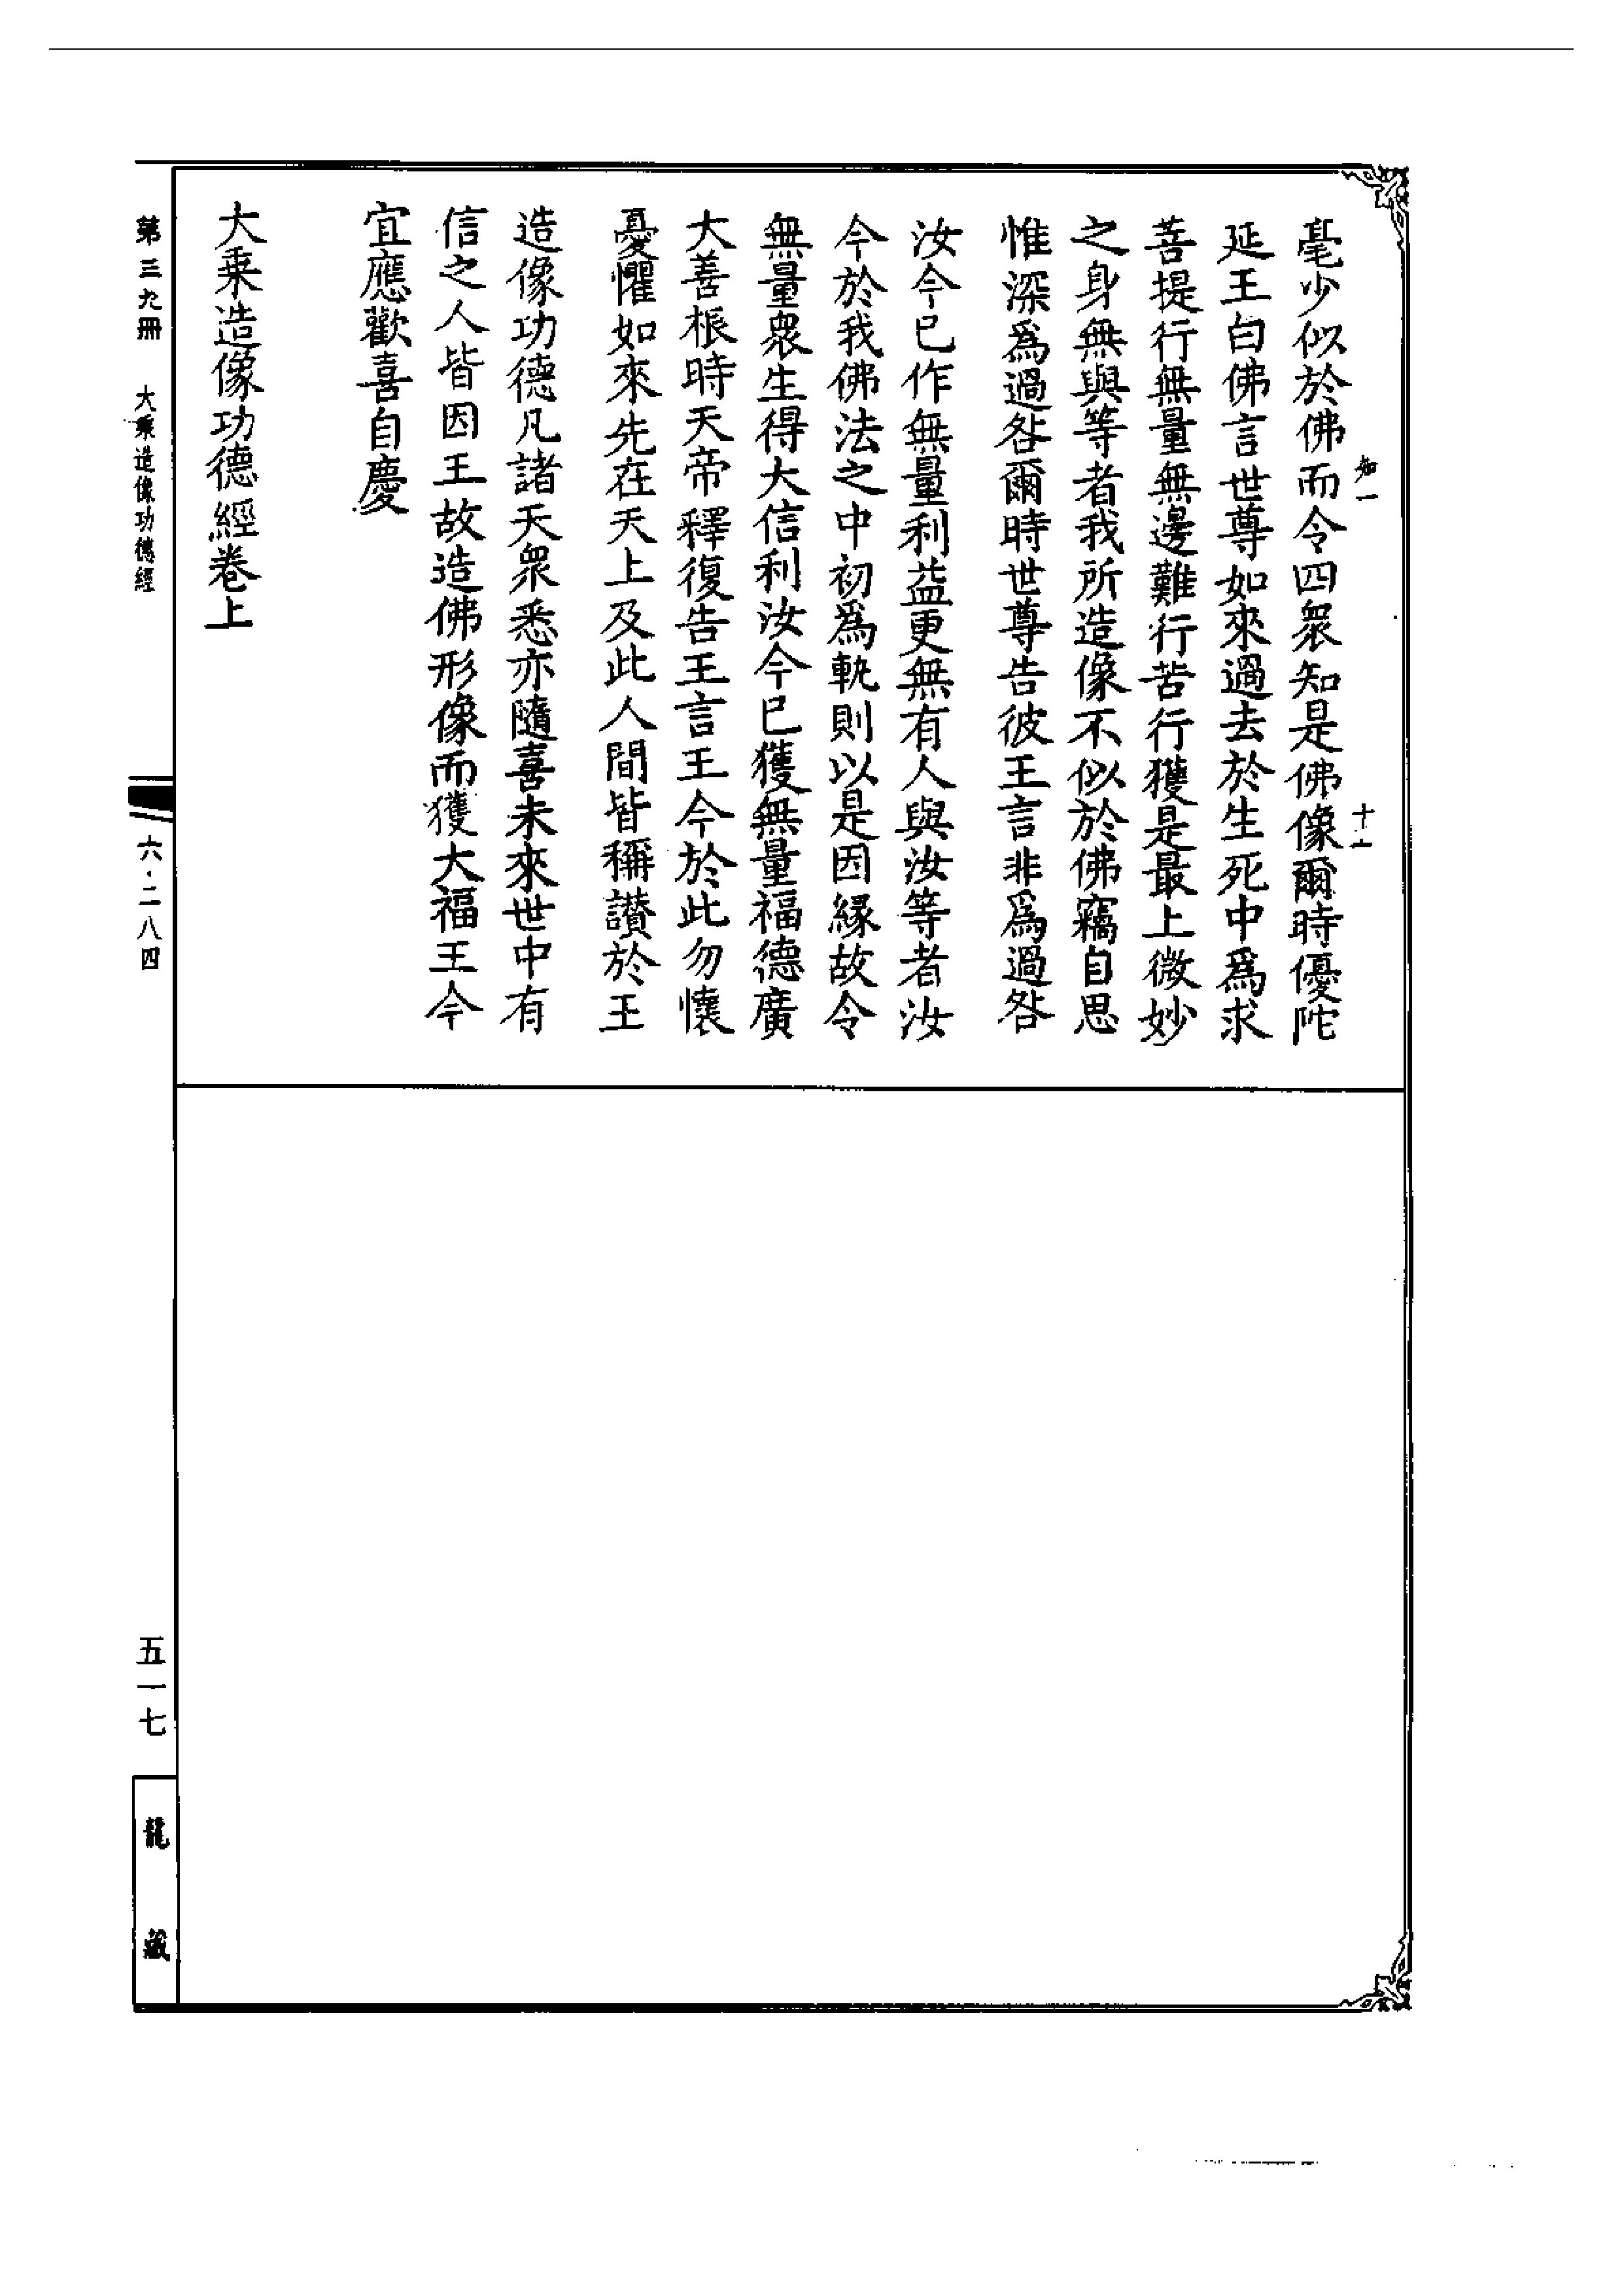 毫少似於佛而令四衆知是佛像爾時優陀
延王白佛言世尊如來過去於生死中爲求
菩提行無量無邊難行苦行獲是最上微妙
之身無與等者我所造像不似於佛竊自思
惟深爲過咎爾時世尊告彼王言非爲過咎
汝今已作無量利益更無有人與汝等者汝
今於我佛法之中初爲軌則以是因緣故令
無量衆生得大信利汝今已獲無量福德廣
大善根時天帝釋復告王言王今於此勿懷
憂懼如來先在天上及此人間皆稱讃於王
造像功德凡諸天衆悉亦隨喜未來世中有
信之人皆因王故造佛形像而獲大福王今
宜應歡喜自慶
大乘造像功德經卷上
第三九冊 大乘造像功德經
六·二八四
五一七
龍藏